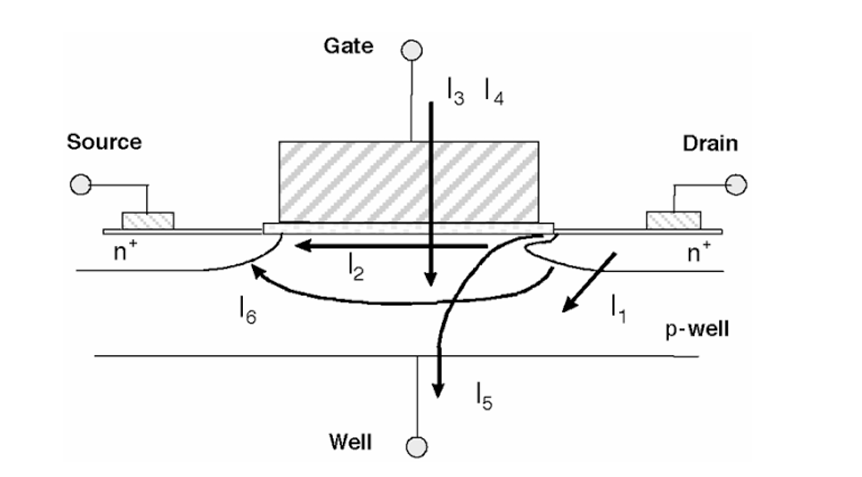 Gate
I3 I4
Source
Drain
n+
n+
I2
I6
I1
p-well
I5
Well